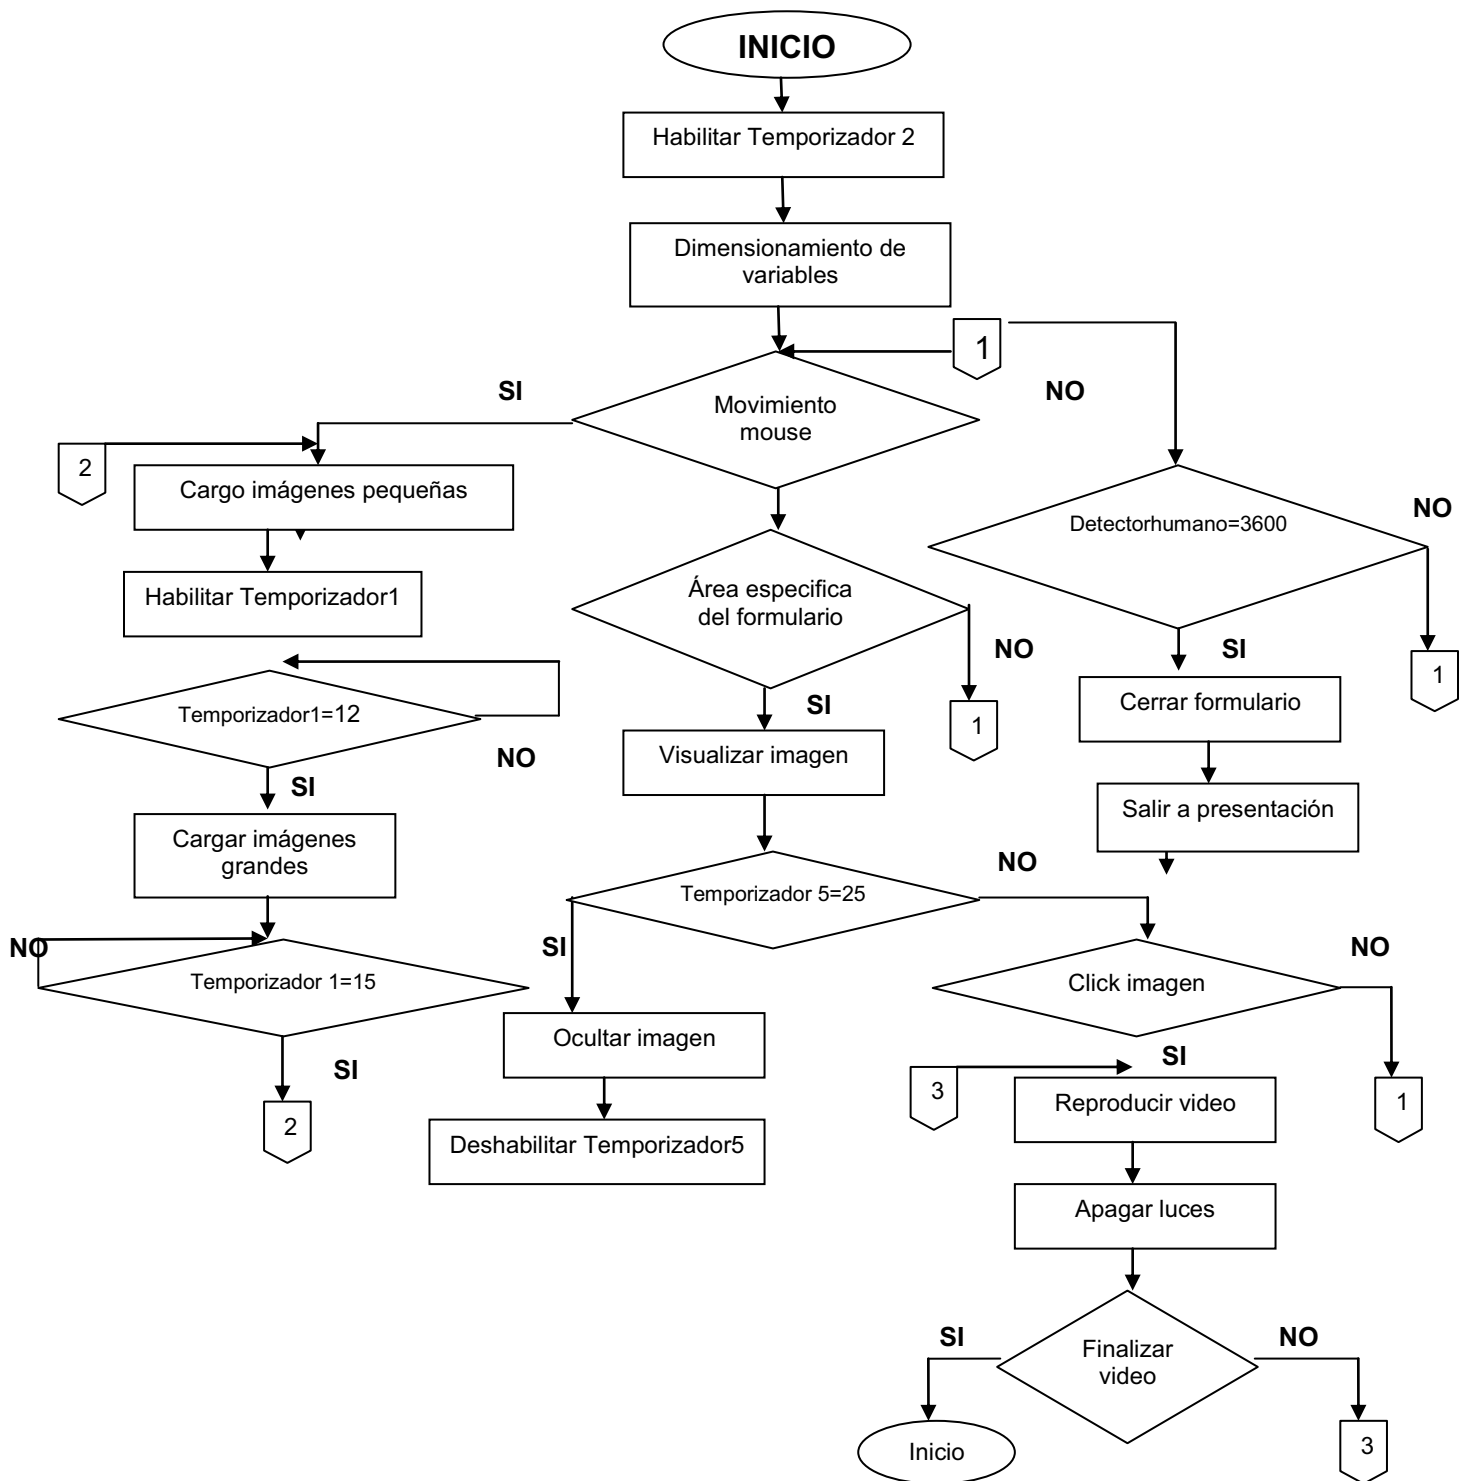 INICIO
Habilitar Temporizador 2
Dimensionamiento de
variables
1
SI
NO
Movimiento
mouse
2
Cargo imágenes pequeñas
NO
Detectorhumano=3600
Habilitar Temporizador1
Área especifica
del formulario
NO
SI
1
Temporizador1=12
SI
Cerrar formulario
1
NO
Visualizar imagen
SI
Salir a presentación
Cargar imágenes
grandes
NO
Temporizador 5=25
NO
SI
NO
Temporizador 1=15
Click imagen
Ocultar imagen
SI
SI
3
Reproducir video
1
2
Deshabilitar Temporizador5
Apagar luces
SI
NO
Finalizar
video
Inicio
3